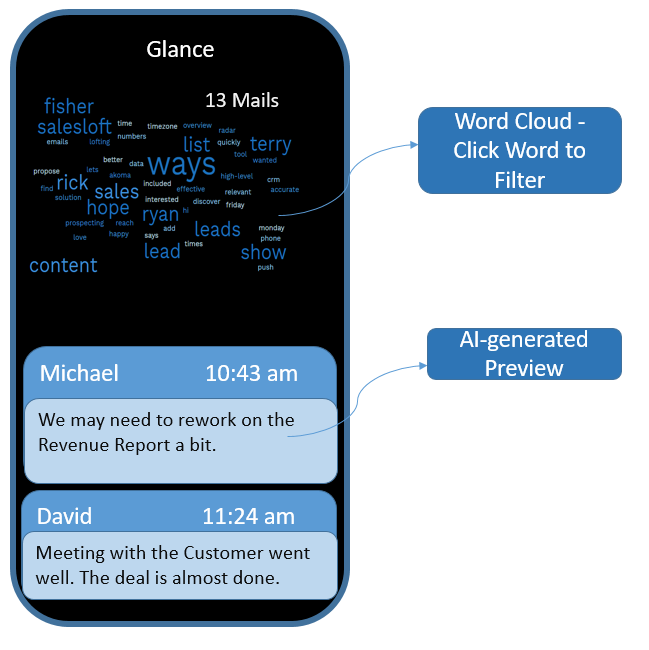 Glance
13 Mails
fisher
salesloft time timezone overview radar
emails lofting numbers list quickly terry
better data ways tool wanted
propose lets akoma high-level crm
find rick sales included effective relevant accurate
solution hope interested discover friday
prospecting reach ryan hi leads monday
love happy says add phone
lead times show
content push
Word Cloud -
Click Word to
Filter
AI-generated
Preview
Michael 10:43 am
We may need to rework on the
Revenue Report a bit.
David 11:24 am
Meeting with the Customer went
well. The deal is almost done.